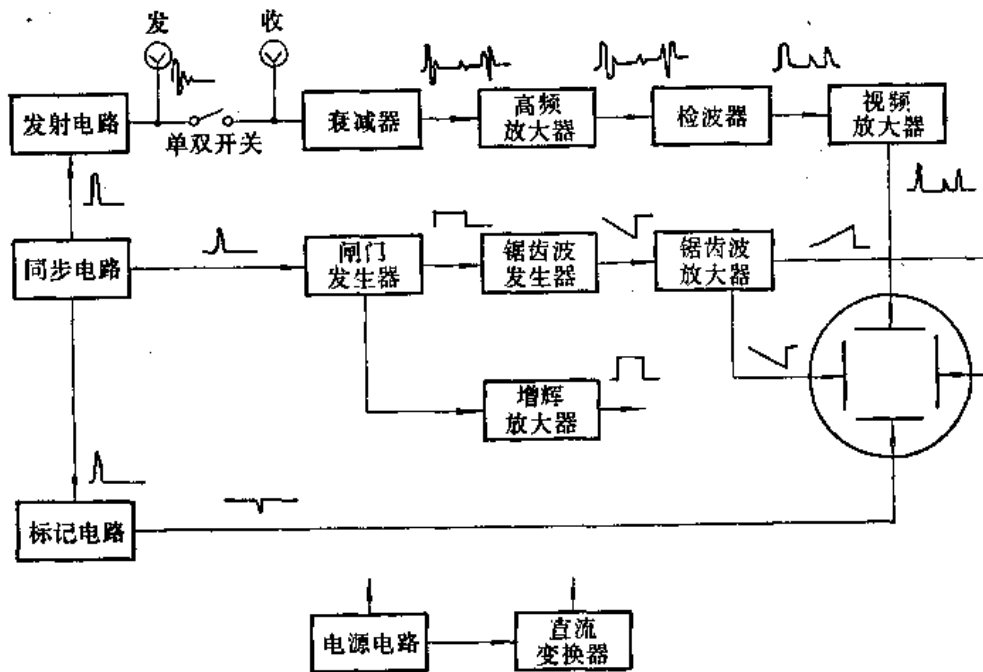 发
收
发射电路
单双开关
衰减器
高频
放大器
检波器
视频
放大器
同步电路
闸门
发生器
锯齿波
发生器
锯齿波
放大器
增辉
放大器
标记电路
电源电路
直流
变换器